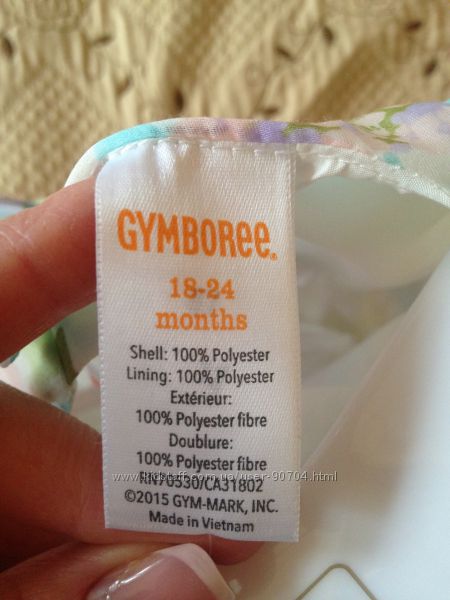 GYMBOREE
18-24
months
Shell: 100% Polyester
Lining: 100% Polyester
Extérieur:
100% Polyester fibre
Doublure:
100% Polyester fibre
RN70530/CA31802
©2015 GYM-MARK, INC.
Made in Vietnam